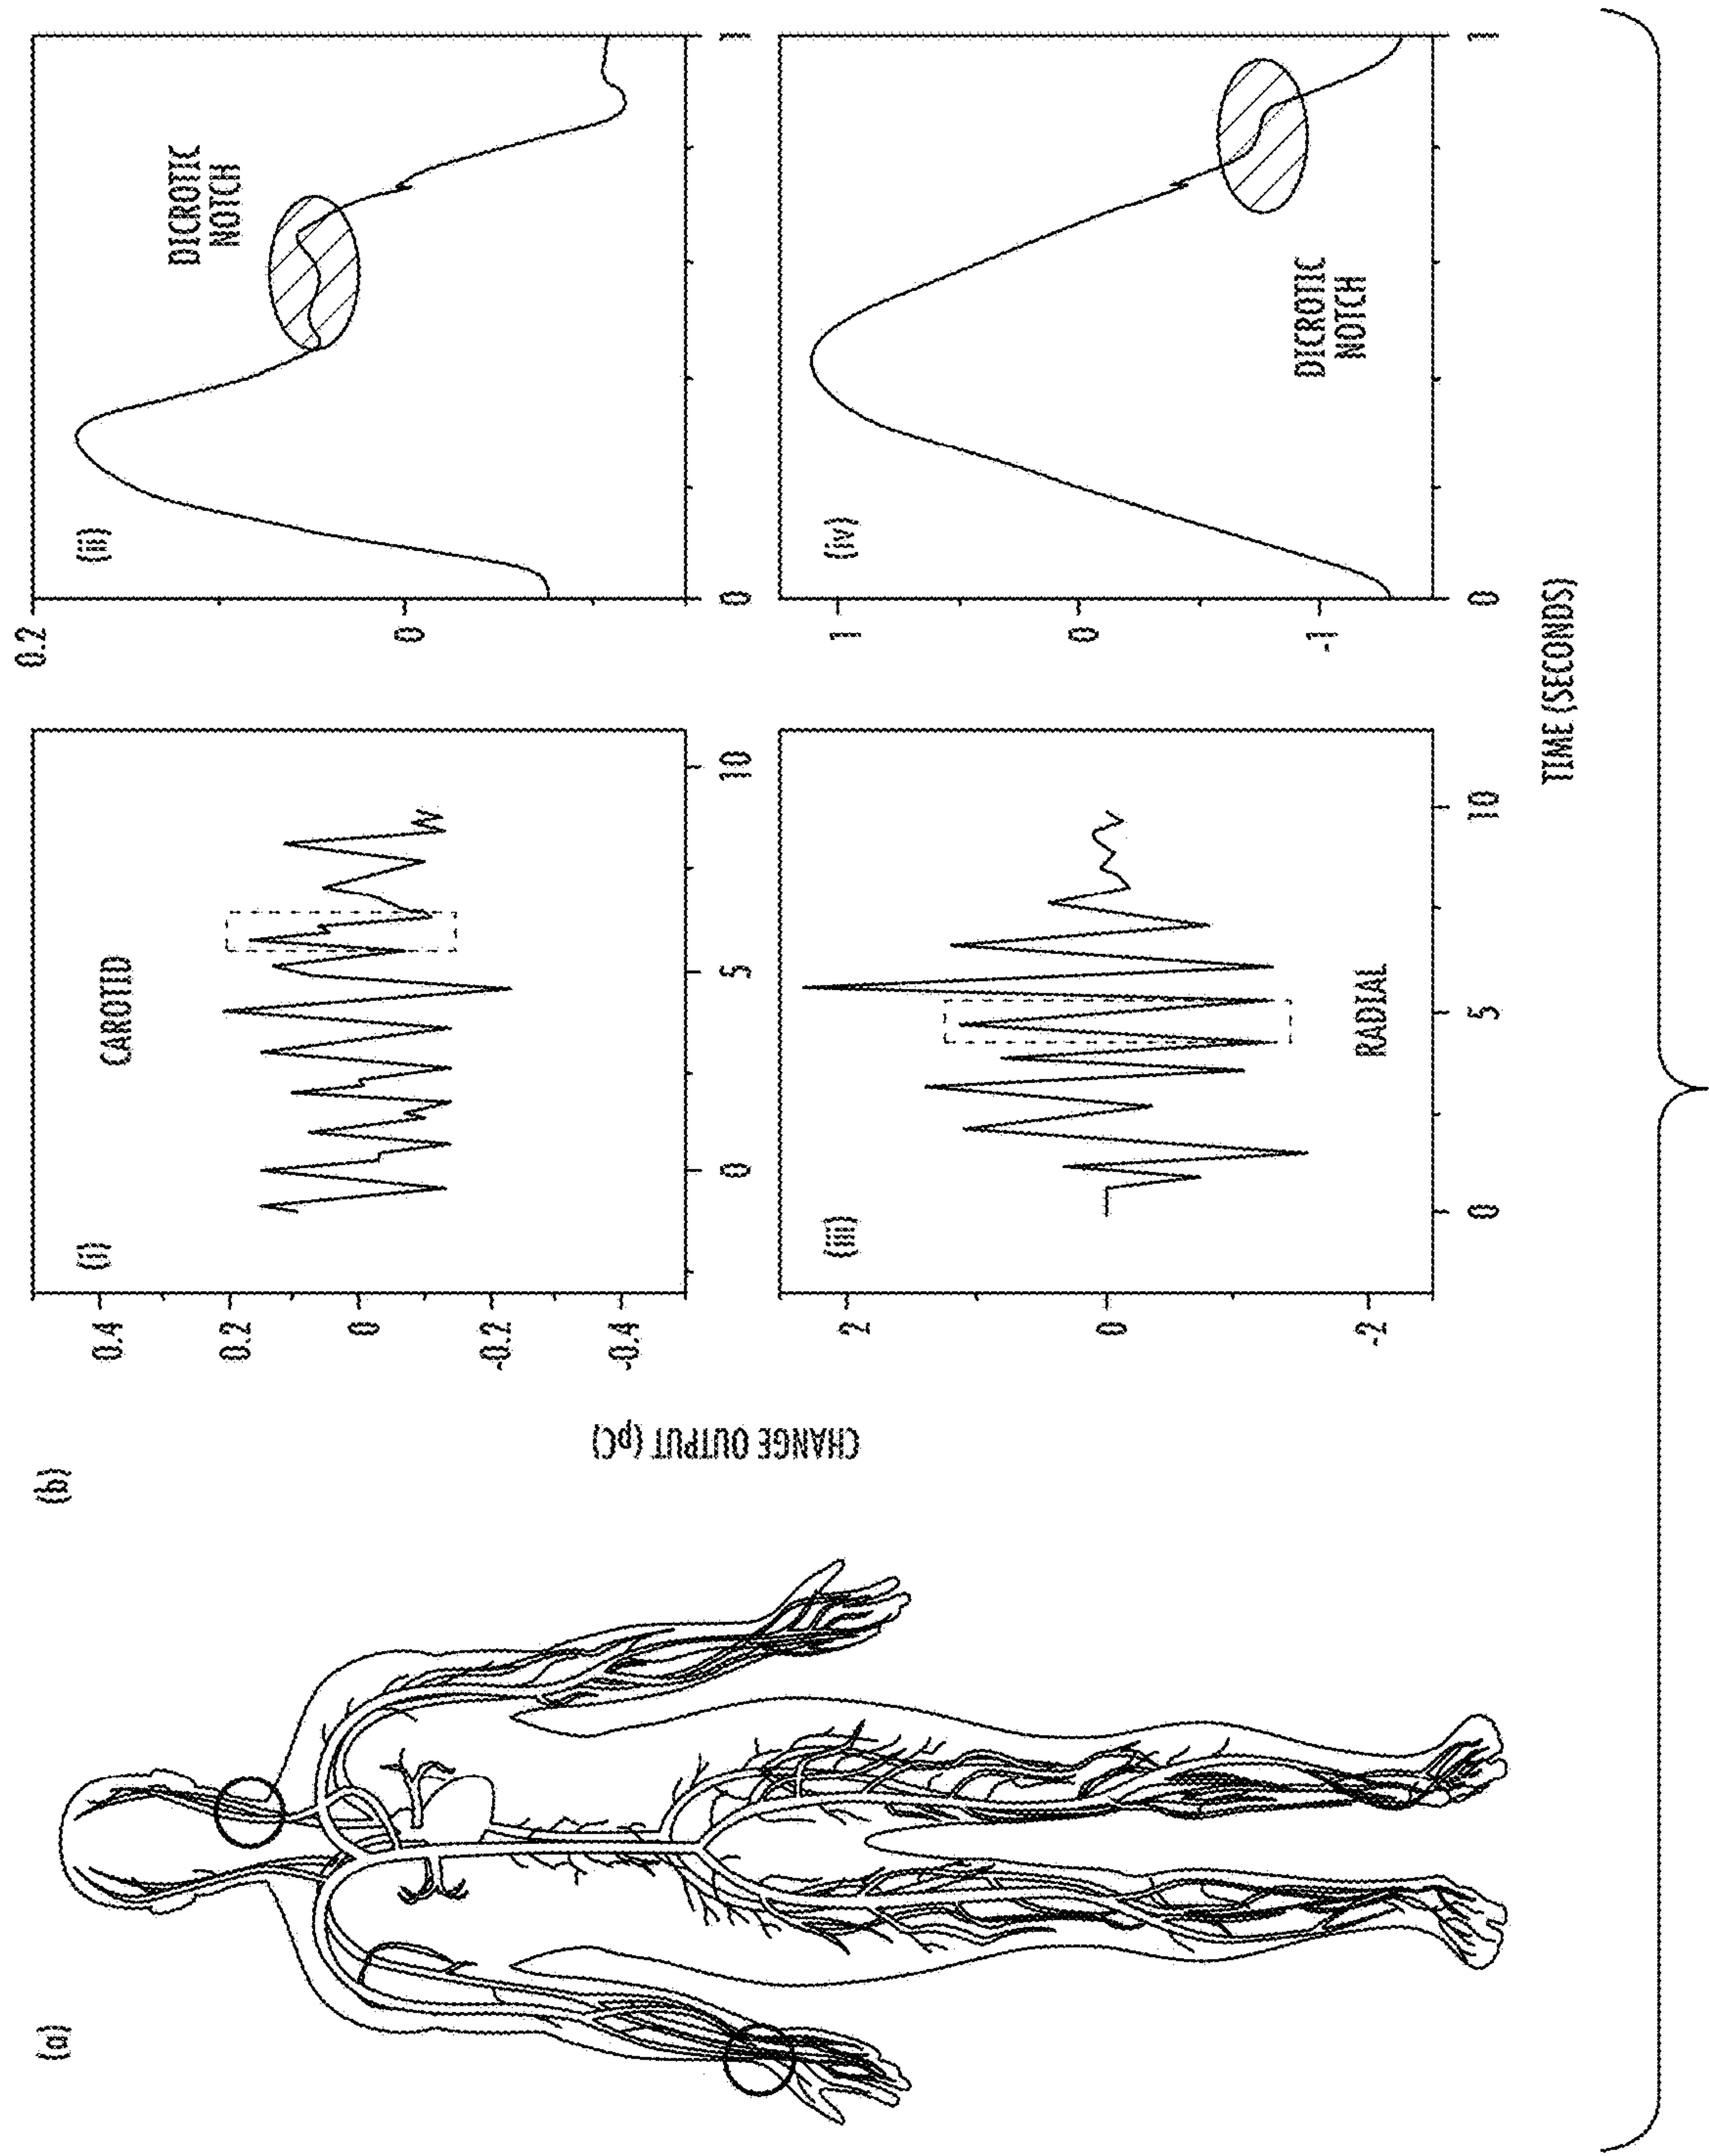 (a)
(b)
CHANGE OUTPUT (pC)
(i)
CAROTID
0.4
0.2
0
-0.2
-0.4
0
5
10
(ii)
DICROTIC
NOTCH
0.2
0
0
1
(iii)
RADIAL
2
0
-2
0
5
10
(iv)
DICROTIC
NOTCH
1
0
-1
0
1
TIME (SECONDS)